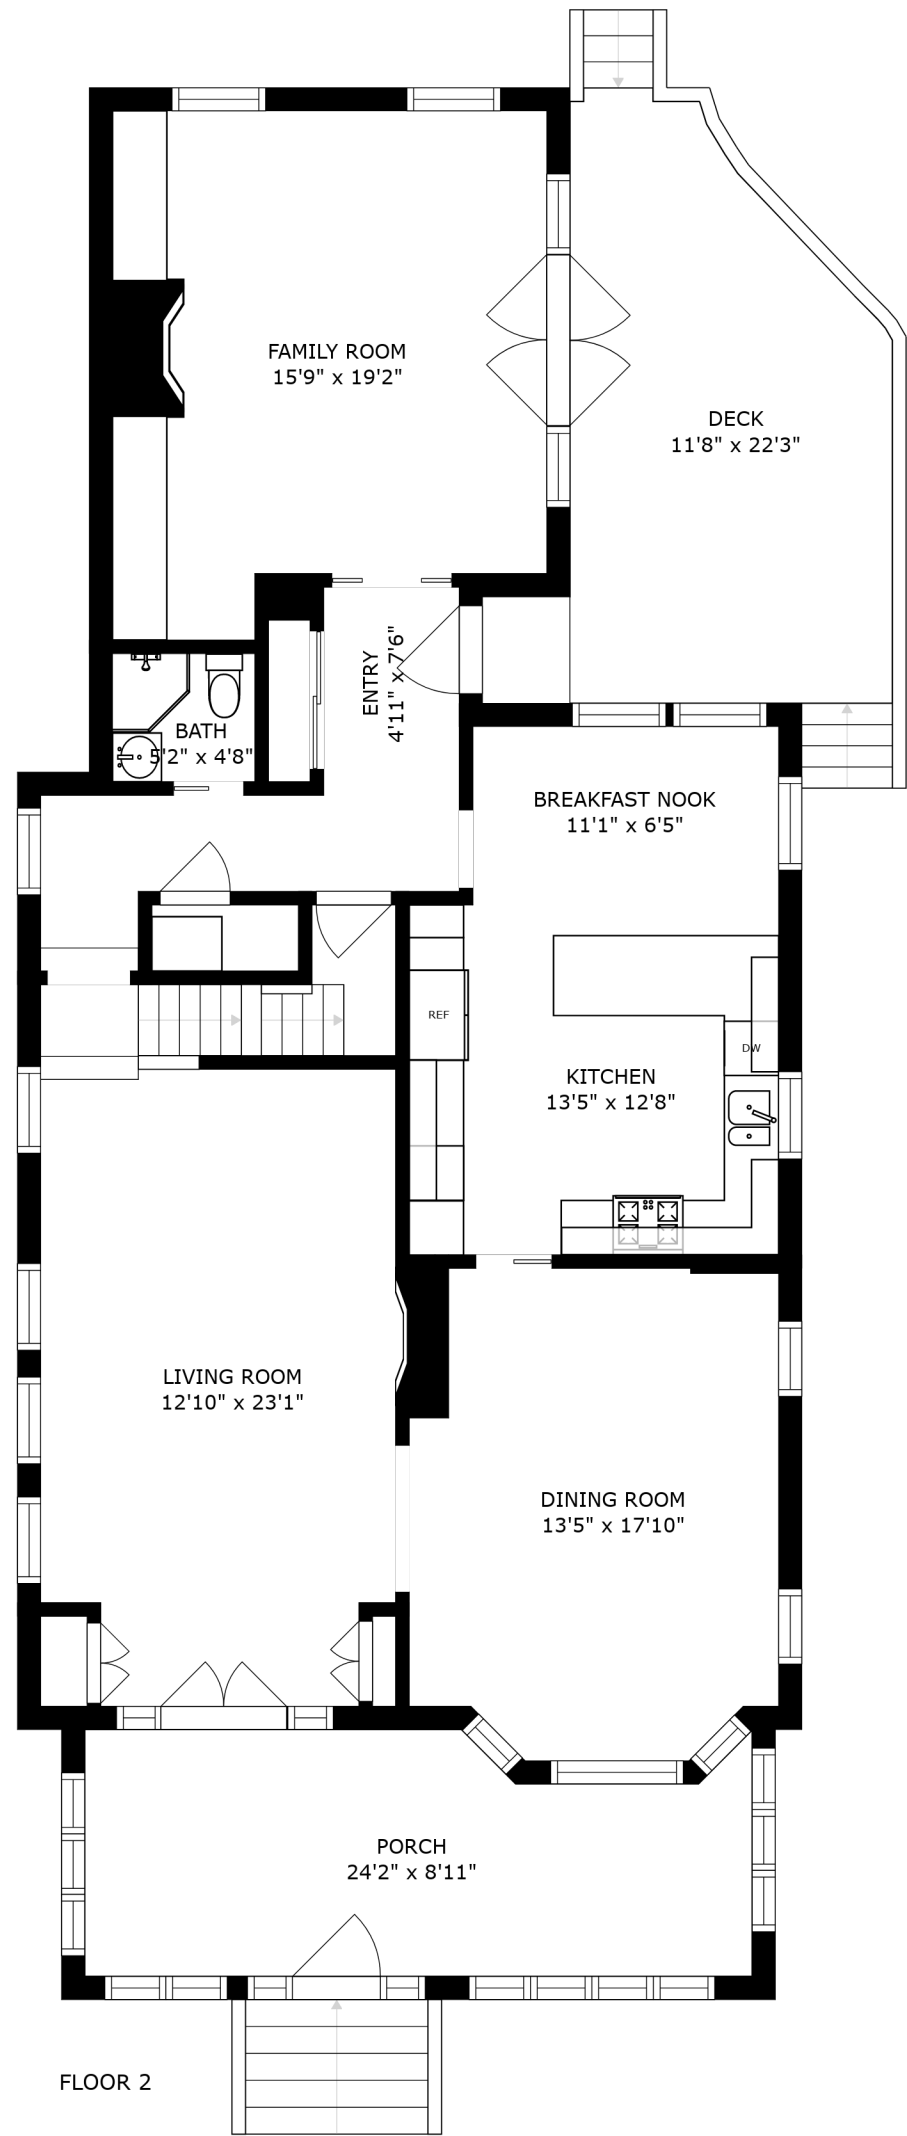 FAMILY ROOM
15'9" x 19'2"
DECK
11'8" x 22'3"
ENTRY
4'11" x 7'6"
BATH
5'2" x 4'8"
BREAKFAST NOOK
11'1" x 6'5"
REF
DW
KITCHEN
13'5" x 12'8"
LIVING ROOM
12'10" x 23'1"
DINING ROOM
13'5" x 17'10"
PORCH
24'2" x 8'11"
FLOOR 2